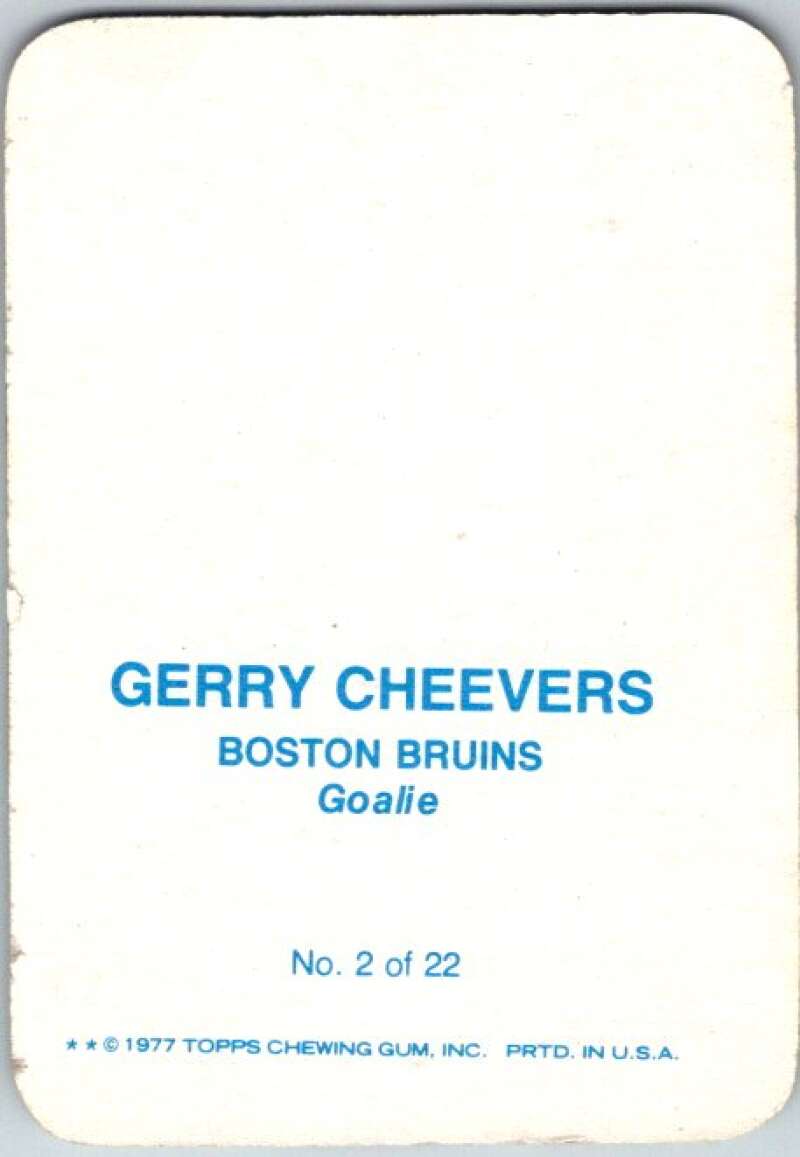 GERRY CHEEVERS
BOSTON BRUINS
Goalie
No. 2 of 22
* * © 1977 TOPPS CHEWING GUM, INC. PRTD. IN U.S.A.